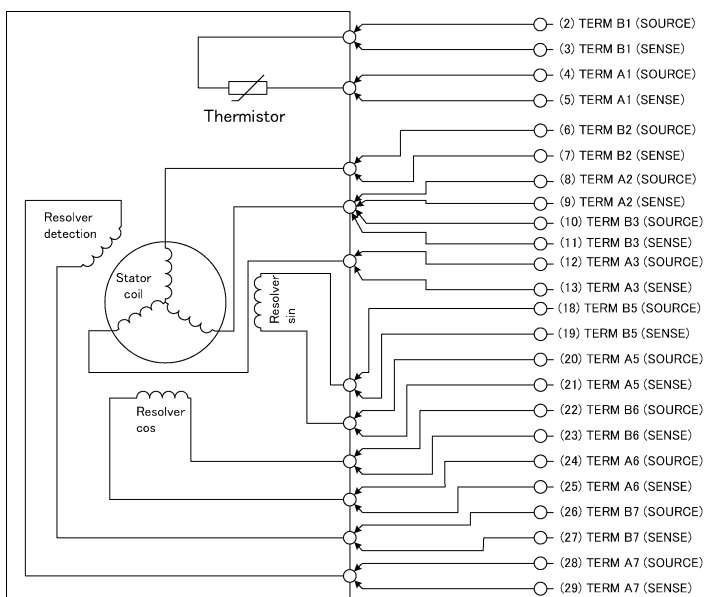 (2) TERM B1 (SOURCE)
(3) TERM B1 (SENSE)
(4) TERM A1 (SOURCE)
(5) TERM A1 (SENSE)
Thermistor
(6) TERM B2 (SOURCE)
(7) TERM B2 (SENSE)
(8) TERM A2 (SOURCE)
(9) TERM A2 (SENSE)
(10) TERM B3 (SOURCE)
(11) TERM B3 (SENSE)
(12) TERM A3 (SOURCE)
(13) TERM A3 (SENSE)
Resolver
detection
Stator
coil
Resolver
sin
(18) TERM B5 (SOURCE)
(19) TERM B5 (SENSE)
(20) TERM A5 (SOURCE)
(21) TERM A5 (SENSE)
Resolver
cos
(22) TERM B6 (SOURCE)
(23) TERM B6 (SENSE)
(24) TERM A6 (SOURCE)
(25) TERM A6 (SENSE)
(26) TERM B7 (SOURCE)
(27) TERM B7 (SENSE)
(28) TERM A7 (SOURCE)
(29) TERM A7 (SENSE)